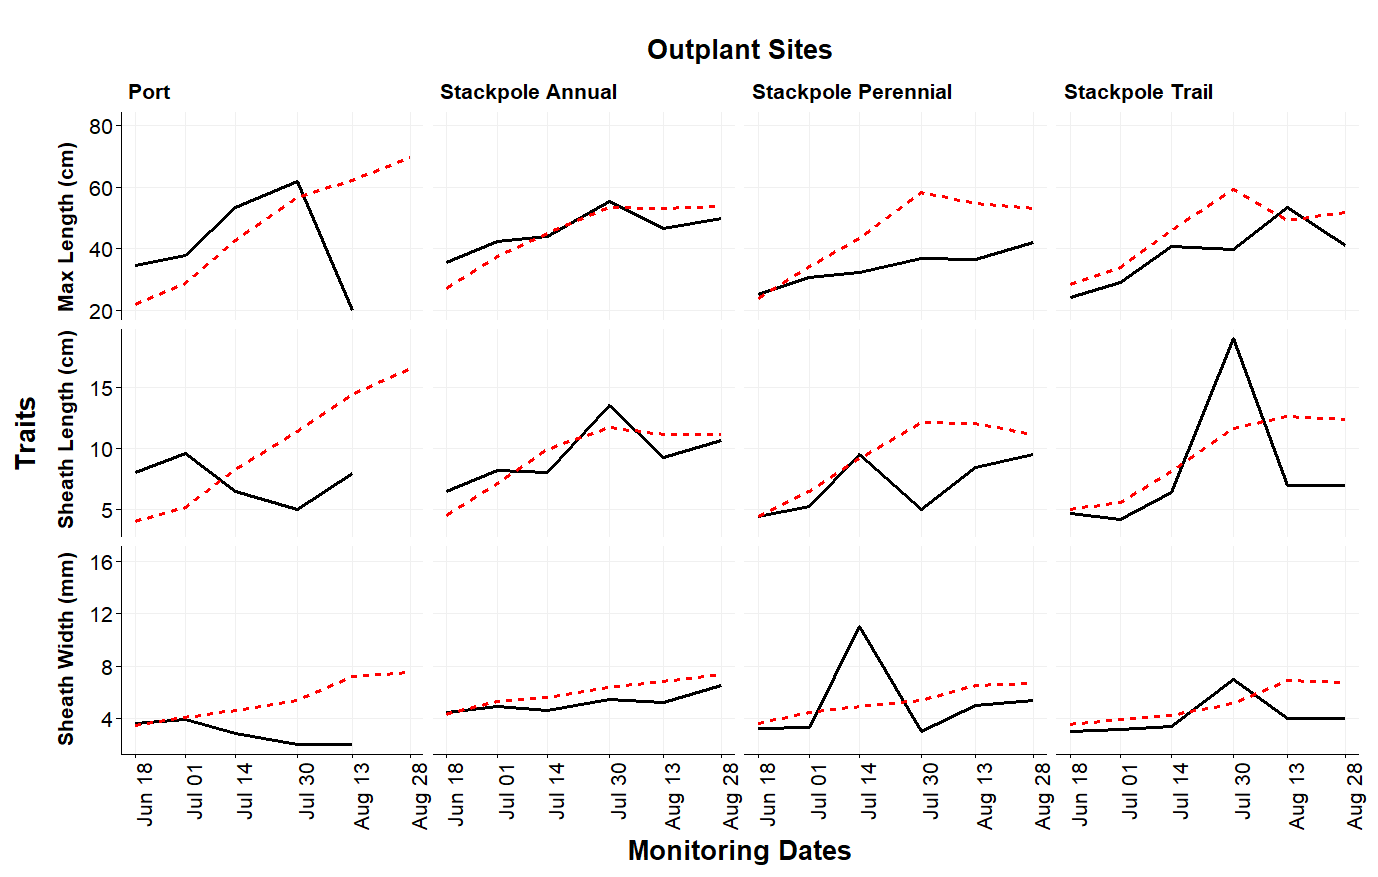 Outplant Sites
Port Stackpole Annual Stackpole Perennial Stackpole Trail
Traits
Max Length (cm)
80
60
40
20
Sheath Length (cm)
15
10
5
Sheath Width (mm)
16
12
8
4
Jun 18 Jul 01 Jul 14 Jul 30 Aug 13 Aug 28 Jun 18 Jul 01 Jul 14 Jul 30 Aug 13 Aug 28 Jun 18 Jul 01 Jul 14 Jul 30 Aug 13 Aug 28 Jun 18 Jul 01 Jul 14 Jul 30 Aug 13 Aug 28
Monitoring Dates